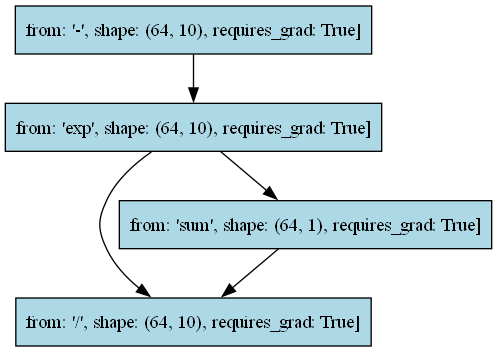 from: '-', shape: (64, 10), requires_grad: True]
from: 'exp', shape: (64, 10), requires_grad: True]
from: 'sum', shape: (64, 1), requires_grad: True]
from: '/', shape: (64, 10), requires_grad: True]